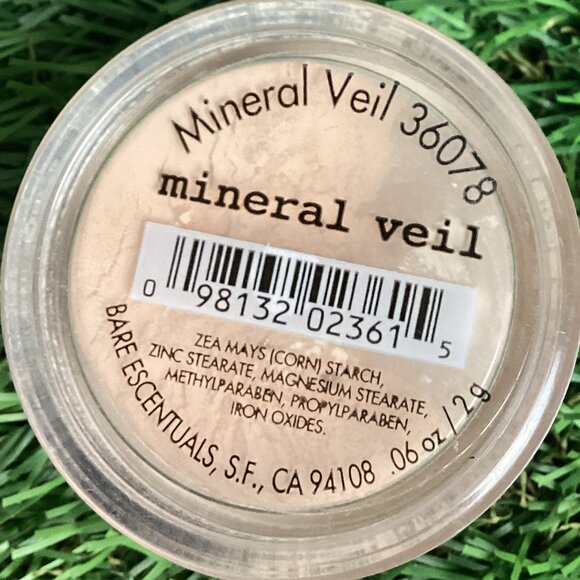 Mineral Veil 36078
mineral veil
0 98132 02361 5
ZEA MAYS (CORN) STARCH,
ZINC STEARATE, MAGNESIUM STEARATE,
METHYLPARABEN, PROPYLPARABEN,
IRON OXIDES.
BARE ESCENTUALS, S.F., CA 94108 .06 oz / 2 g